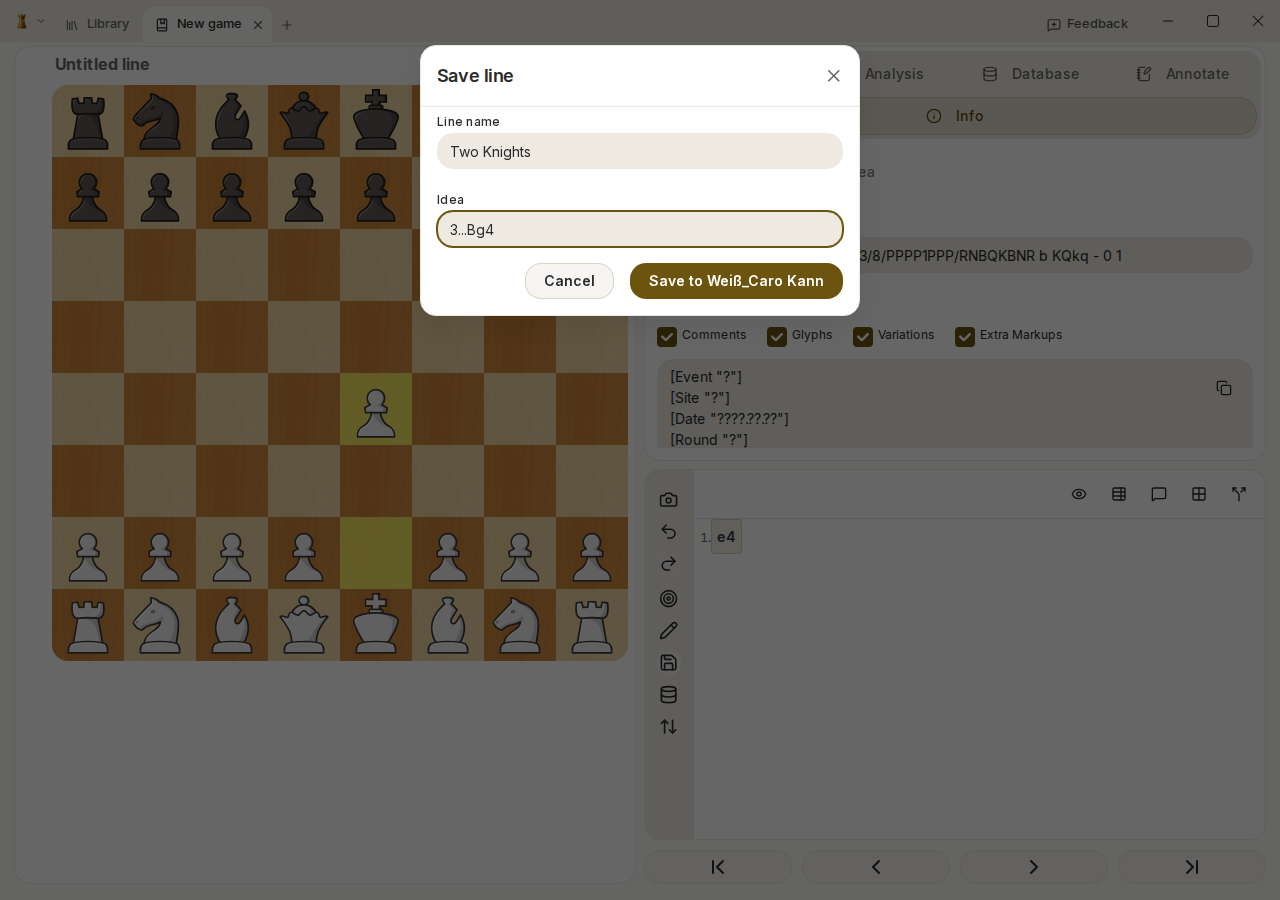 Library
New game
Feedback
Untitled line
Analysis
Database
Annotate
Info
Save line
Line name
Two Knights
Idea
3...Bg4
Cancel
Save to Weiß_Caro Kann
ea
3/8/PPPP1PPP/RNBQKBNR b KQkq - 0 1
Comments
Glyphs
Variations
Extra Markups
[Event "?"]
[Site "?"]
[Date "????.??.??"]
[Round "?"]
1. e4